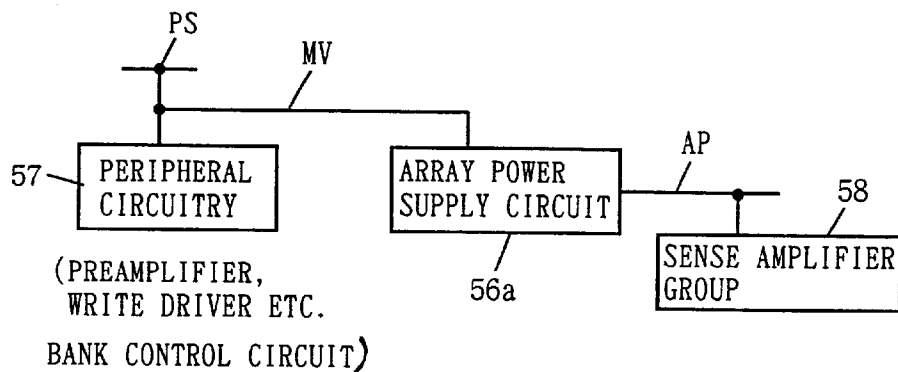 PS
MV
57
PERIPHERAL
CIRCUITRY
ARRAY POWER
SUPPLY CIRCUIT
AP
58
SENSE AMPLIFIER
GROUP
56a
(PREAMPLIFIER,
WRITE DRIVER ETC.
BANK CONTROL CIRCUIT)